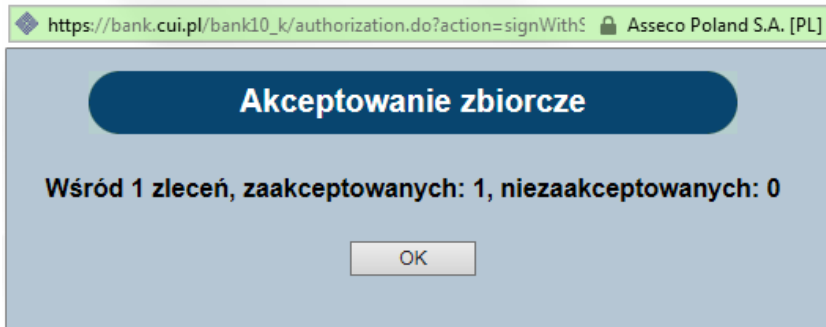 https://bank.cui.pl/bank10_k/authorization.do?action=signWithS Asseco Poland S.A. [PL]
Akceptowanie zbiorcze
Wśród 1 zleceń, zaakceptowanych: 1, niezaakceptowanych: 0
OK